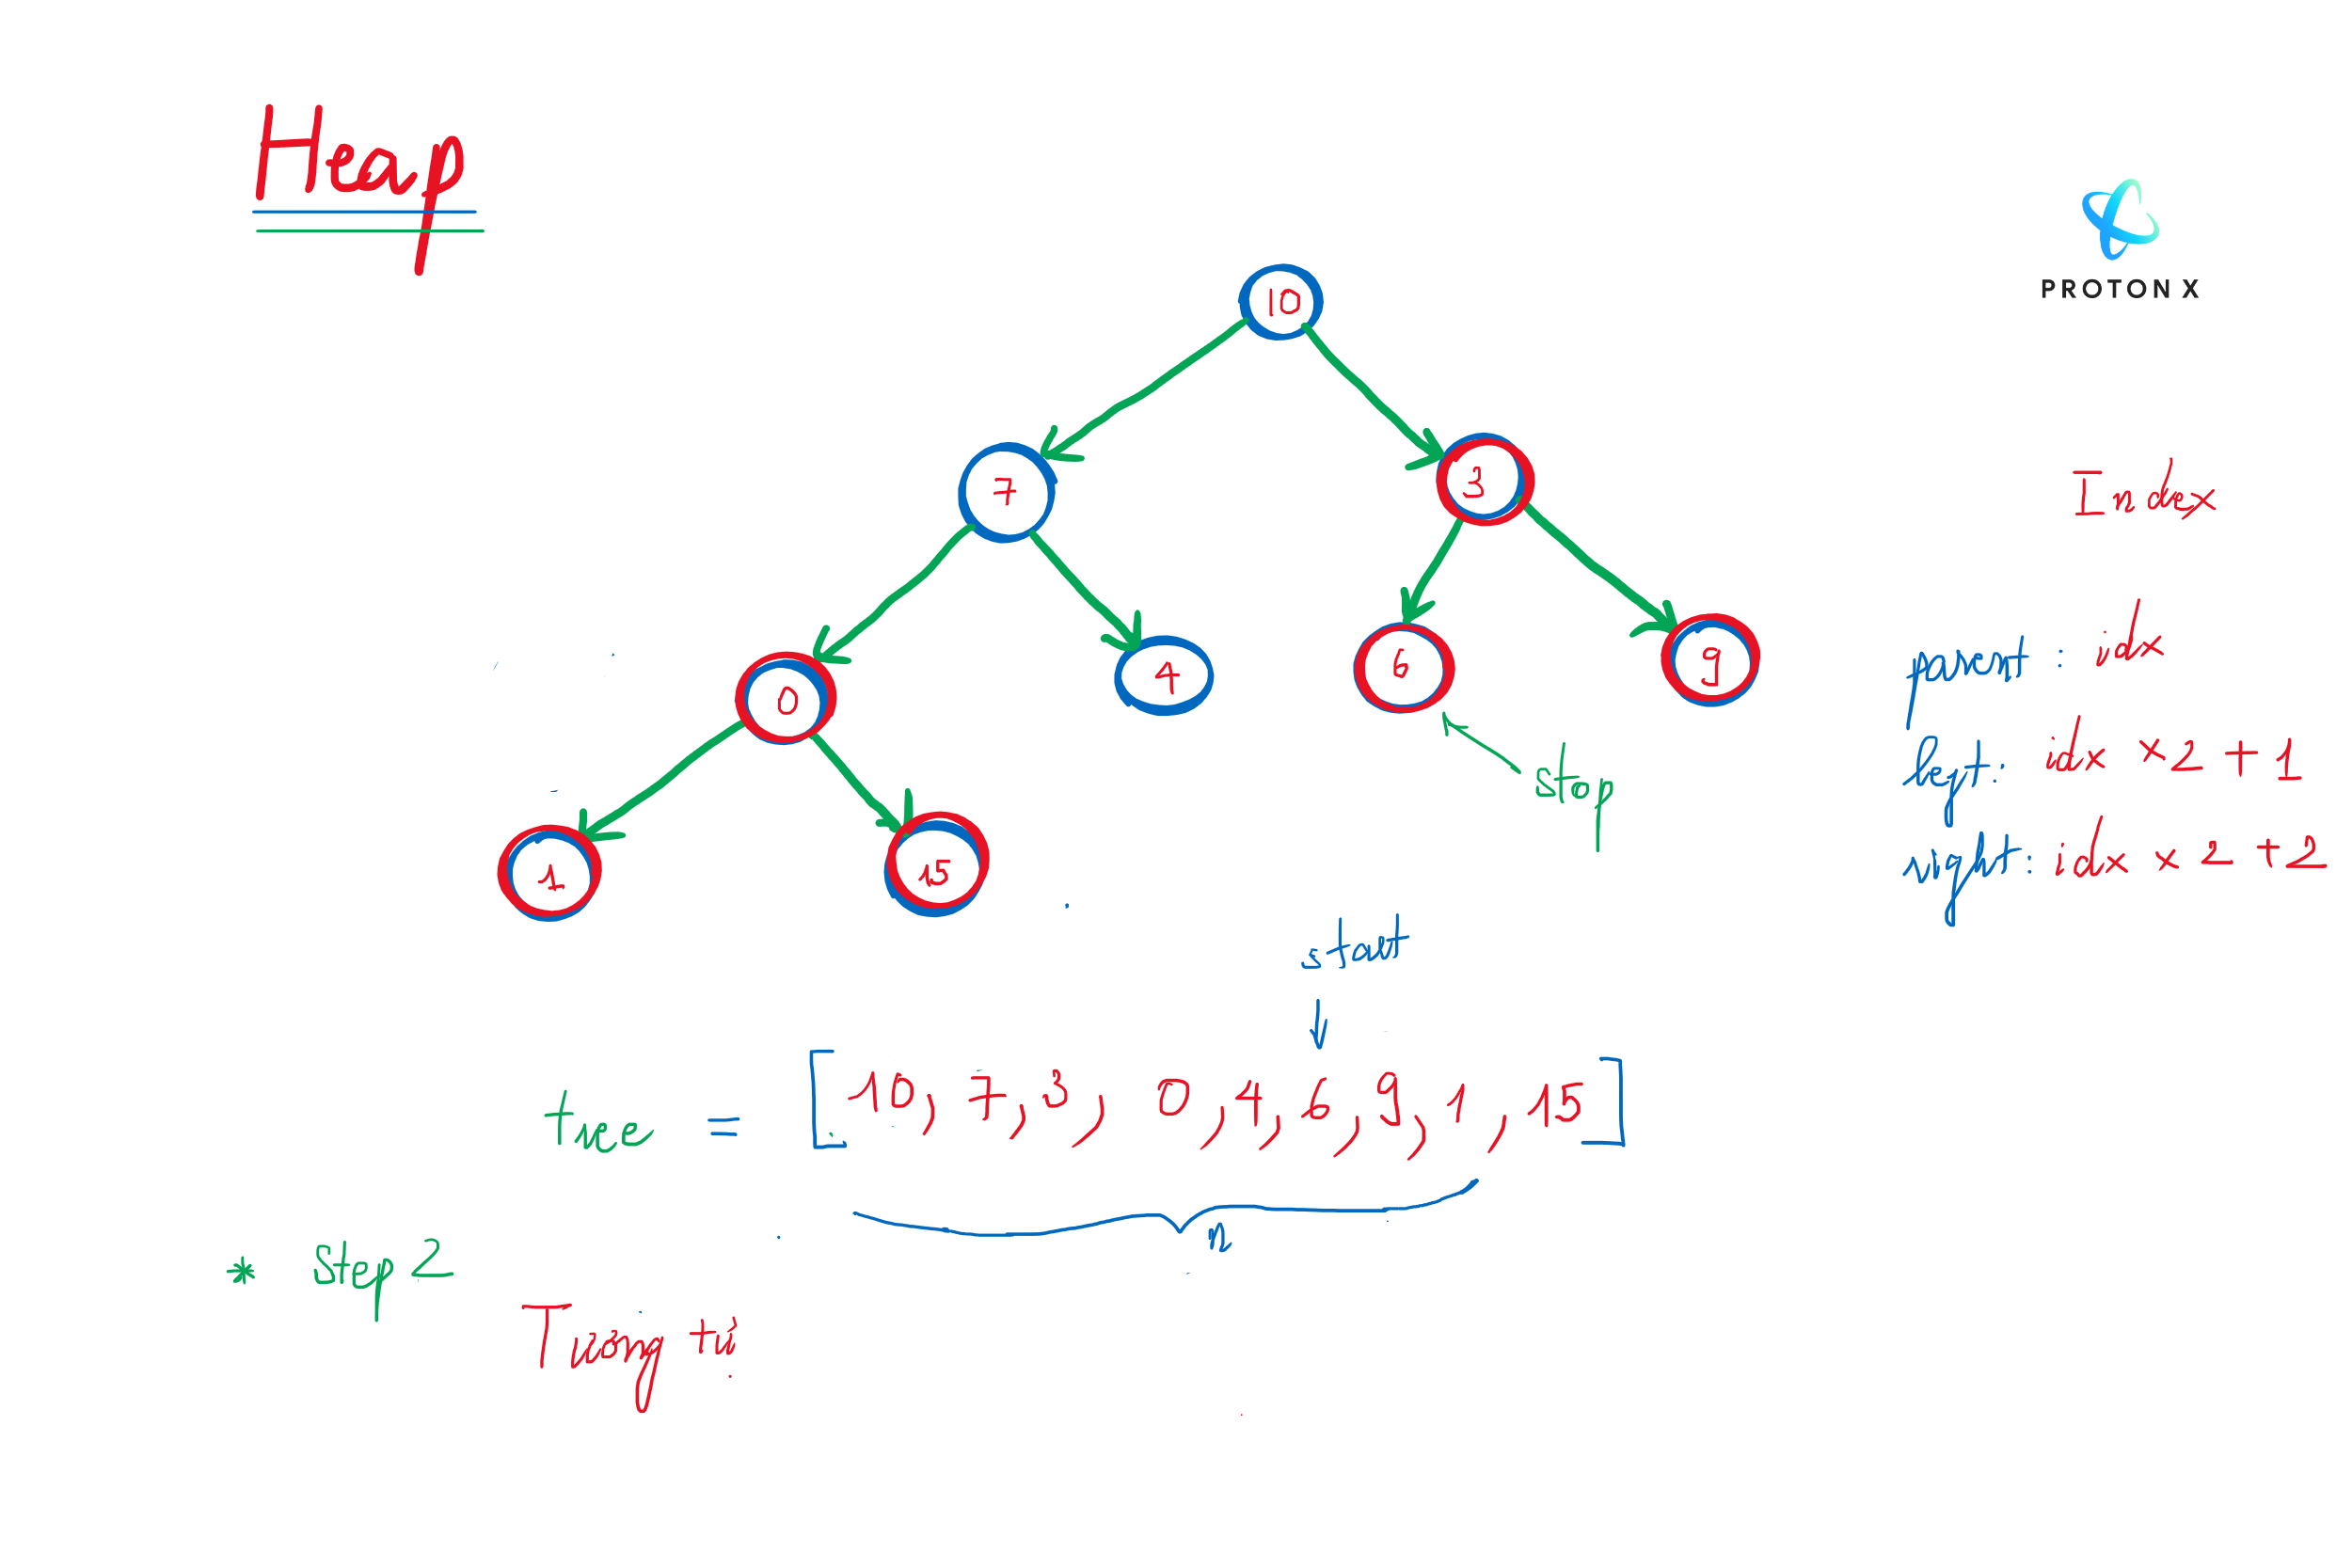 Heap
PROTON X
10
7
3
Index
0
4
6
9
parent : idx
left: idx × 2 + 1
stop
1
15
right: idx × 2 + 2
start
tree = [10, 7, 3, 0, 4, 6, 9, 1, 15]
n
* Step 2
Tương tự